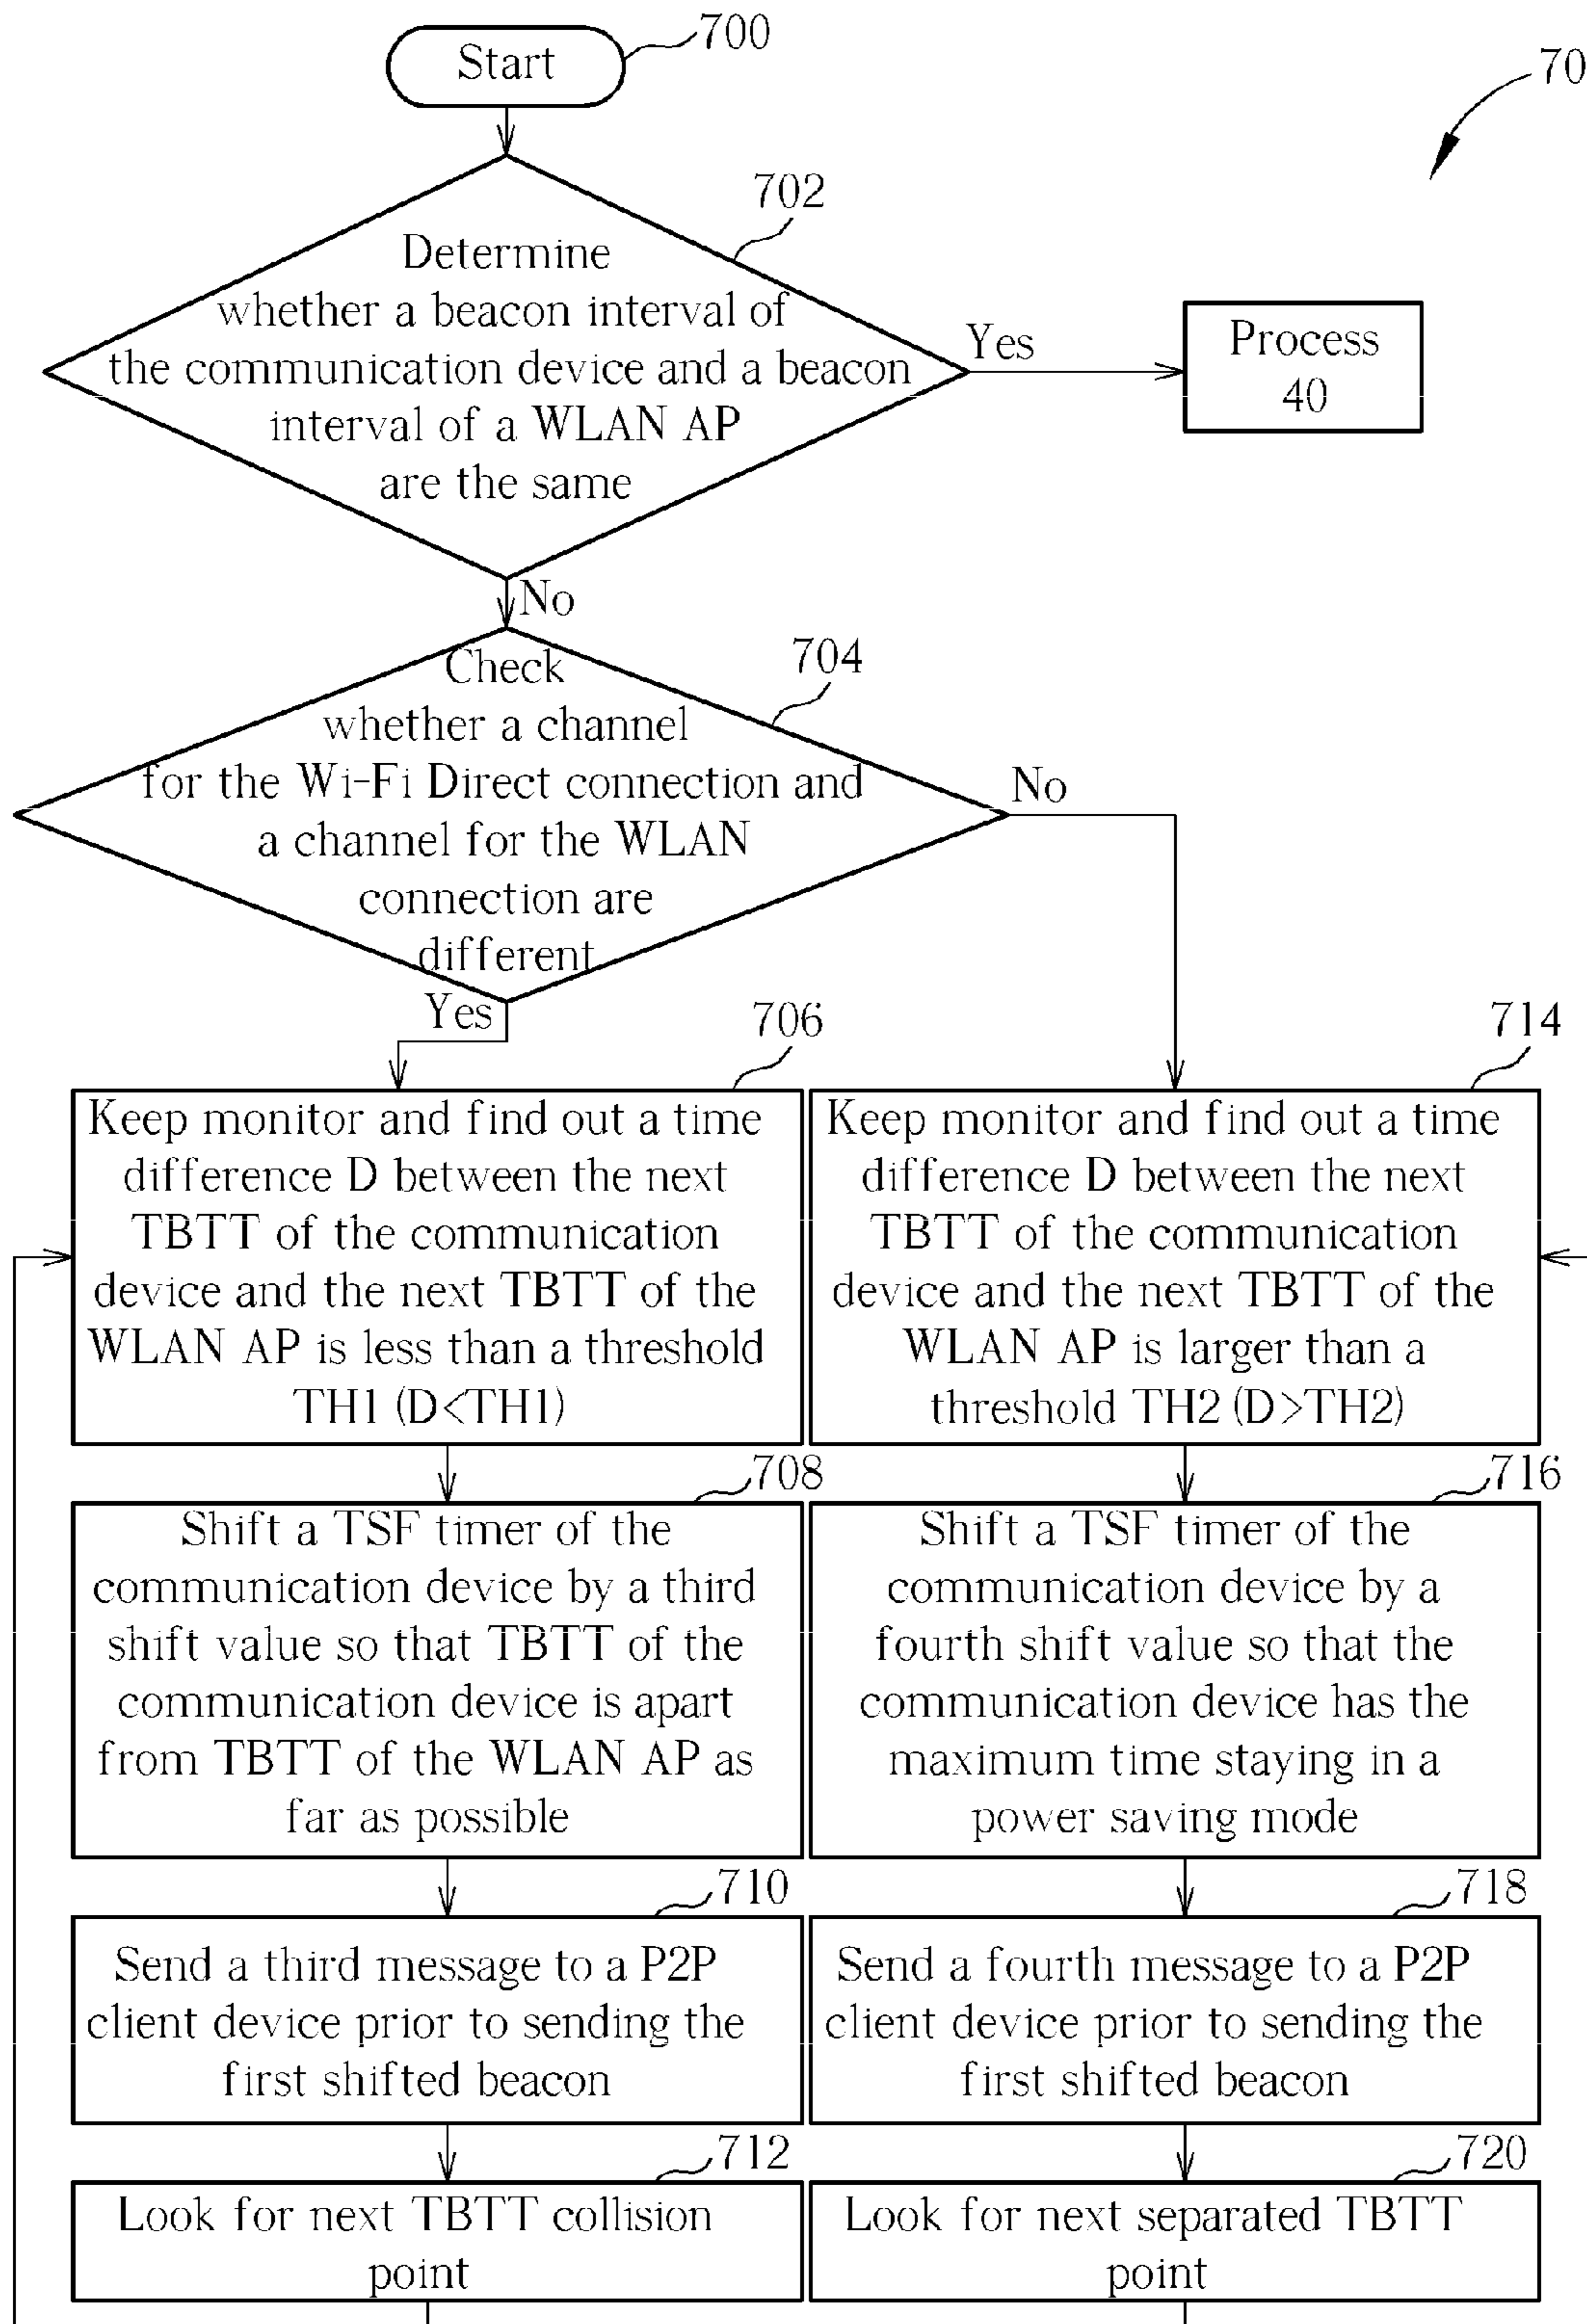 700
Start
70
702
Determine
whether a beacon interval of
the communication device and a beacon
interval of a WLAN AP
are the same
Yes
Process
40
No
704
Check
whether a channel
for the Wi-Fi Direct connection and
a channel for the WLAN
connection are
different
No
Yes
706
Keep monitor and find out a time
difference D between the next
TBTT of the communication
device and the next TBTT of the
WLAN AP is less than a threshold
TH1 (D<TH1)
714
Keep monitor and find out a time
difference D between the next
TBTT of the communication
device and the next TBTT of the
WLAN AP is larger than a
threshold TH2 (D>TH2)
708
Shift a TSF timer of the
communication device by a third
shift value so that TBTT of the
communication device is apart
from TBTT of the WLAN AP as
far as possible
716
Shift a TSF timer of the
communication device by a
fourth shift value so that the
communication device has the
maximum time staying in a
power saving mode
710
Send a third message to a P2P
client device prior to sending the
first shifted beacon
718
Send a fourth message to a P2P
client device prior to sending the
first shifted beacon
712
Look for next TBTT collision
point
720
Look for next separated TBTT
point